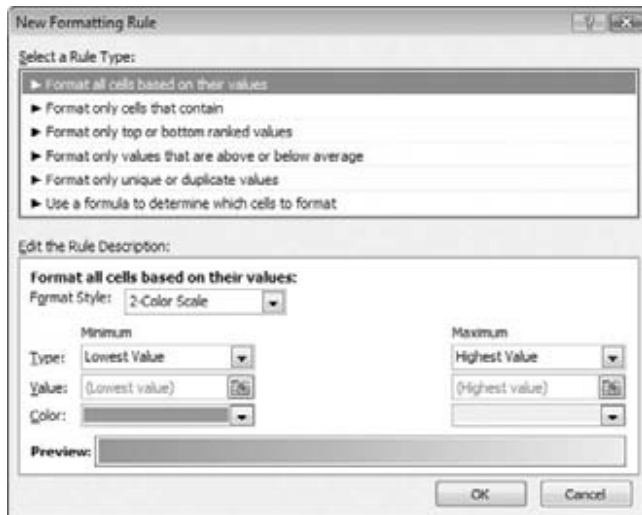 New Formatting Rule
Select a Rule Type:
► Format all cells based on their values
► Format only cells that contain
► Format only top or bottom ranked values
► Format only values that are above or below average
► Format only unique or duplicate values
► Use a formula to determine which cells to format
Edit the Rule Description:
Format all cells based on their values:
Format Style: 2-Color Scale
Minimum Maximum
Type: Lowest Value Highest Value
Value: (Lowest value) (Highest value)
Color:
Preview:
OK Cancel